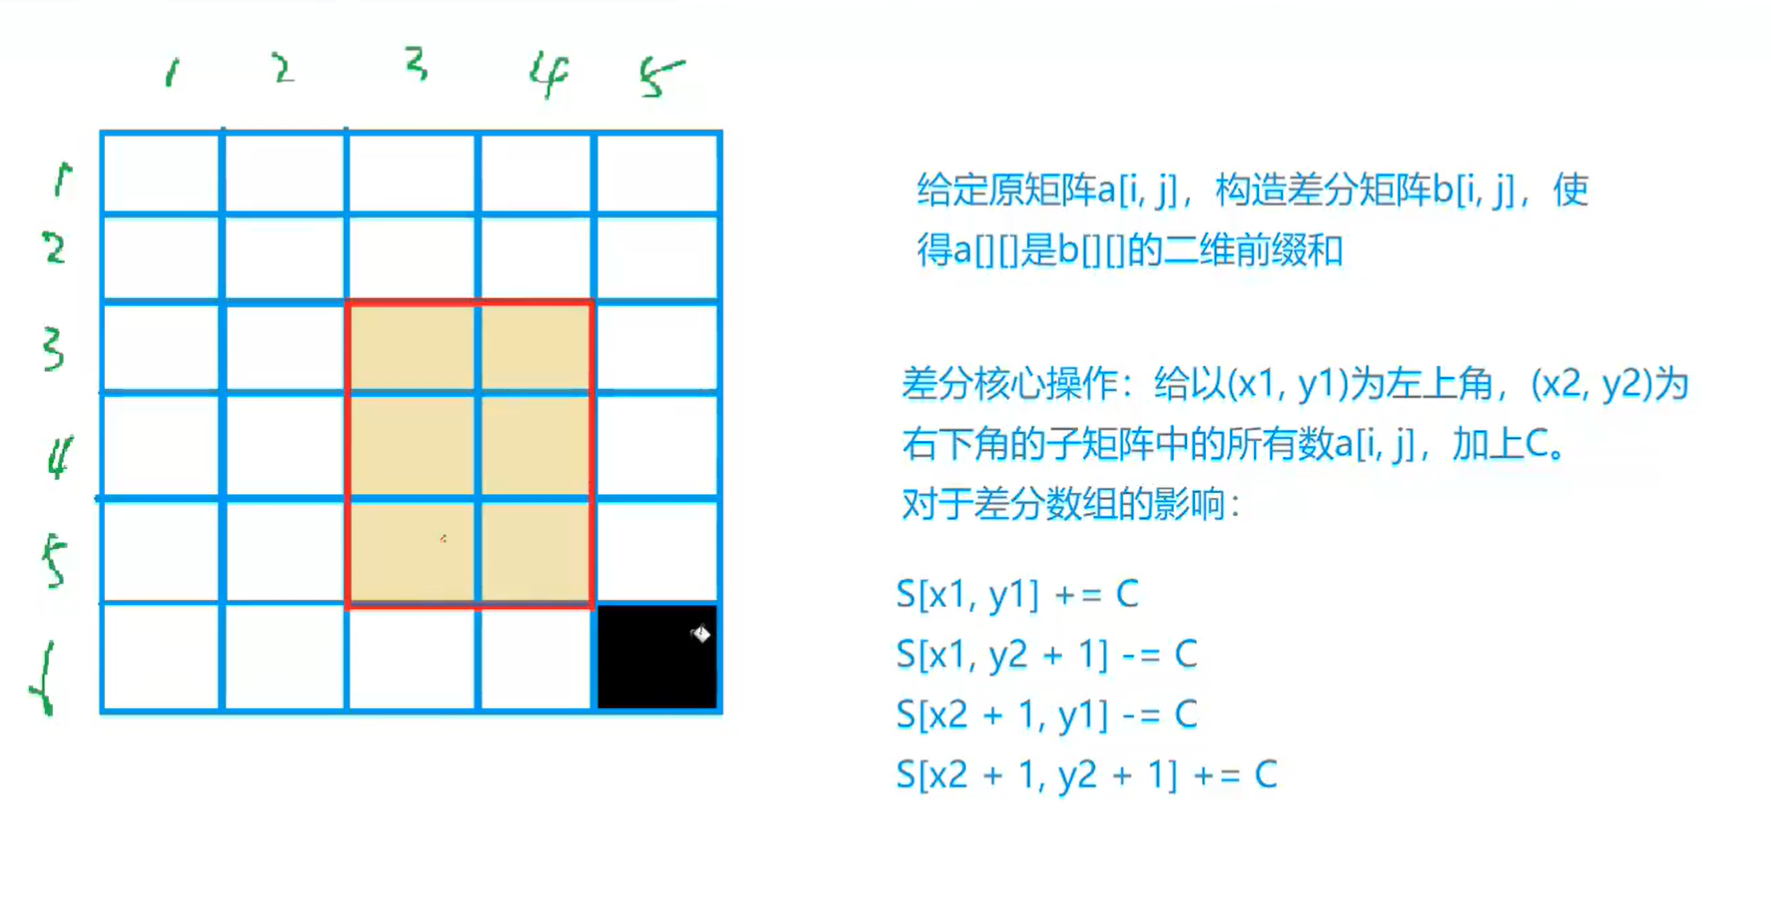 1 2 3 4 5
1
2
3
4
5
给定原矩阵a[i, j]，构造差分矩阵b[i, j]，使
得a[][]是b[][]的二维前缀和
差分核心操作：给以(x1, y1)为左上角，(x2, y2)为
右下角的子矩阵中的所有数a[i, j]，加上C。
对于差分数组的影响：
S[x1, y1] += C
S[x1, y2 + 1] -= C
S[x2 + 1, y1] -= C
S[x2 + 1, y2 + 1] += C